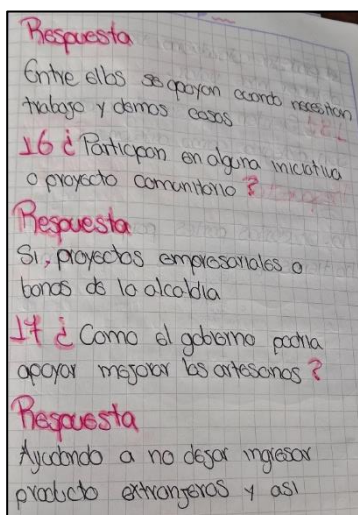 Respuesta
Entre ellos se apoyan cuando necesitan
trabajo y demos casos
16 ¿Participan en alguna iniciativa
o proyecto comunitario?
Respuesta
Si, proyectos empresariales o
bonos de la alcaldia
17 ¿Como el gobierno podria
apoyar mejorar los artesanos?
Respuesta
Ayudando a no dejar ingresar
producto extranjeros y asi